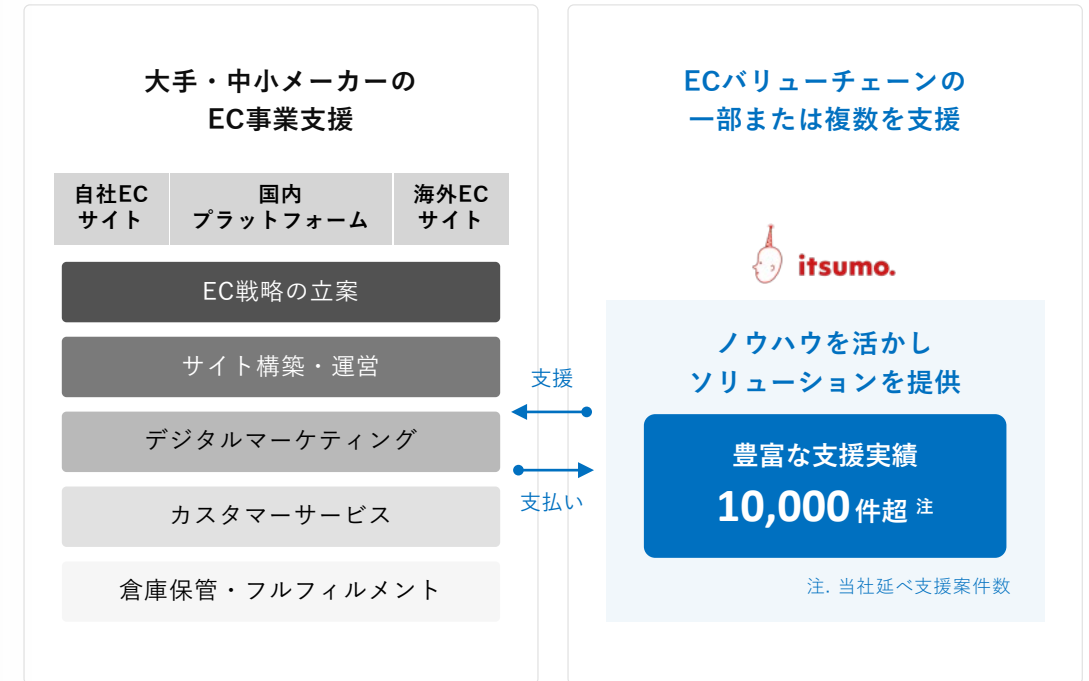 大手・中小メーカーの
EC事業支援
自社EC
サイト
国内
プラットフォーム
海外EC
サイト
EC戦略の立案
サイト構築・運営
デジタルマーケティング
カスタマーサービス
倉庫保管・フルフィルメント
支援
支払い
ECバリューチェーンの
一部または複数を支援
itsumo.
ノウハウを活かし
ソリューションを提供
豊富な支援実績
10,000件超 注
注. 当社延べ支援案件数